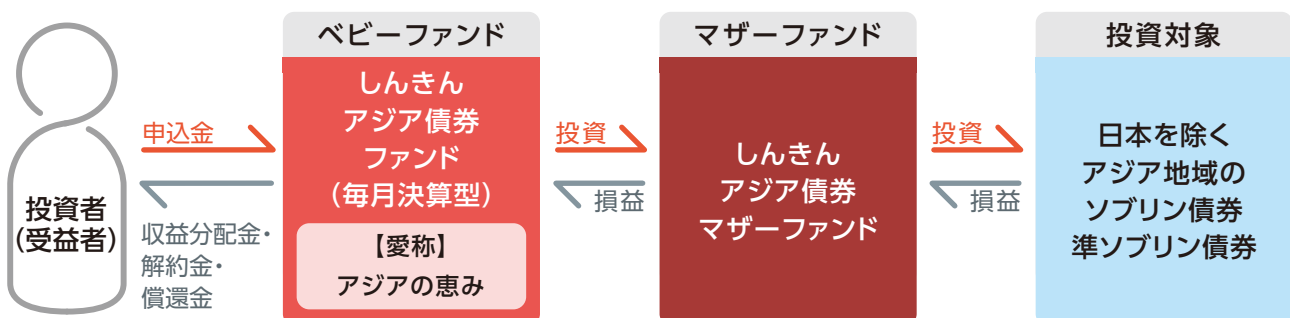 投資者
(受益者)
申込金
収益分配金・
解約金・
償還金
ベビーファンド
しんきん
アジア債券
ファンド
(毎月決算型)
【愛称】
アジアの恵み
投資
損益
マザーファンド
しんきん
アジア債券
マザーファンド
投資
損益
投資対象
日本を除く
アジア地域の
ソブリン債券
準ソブリン債券